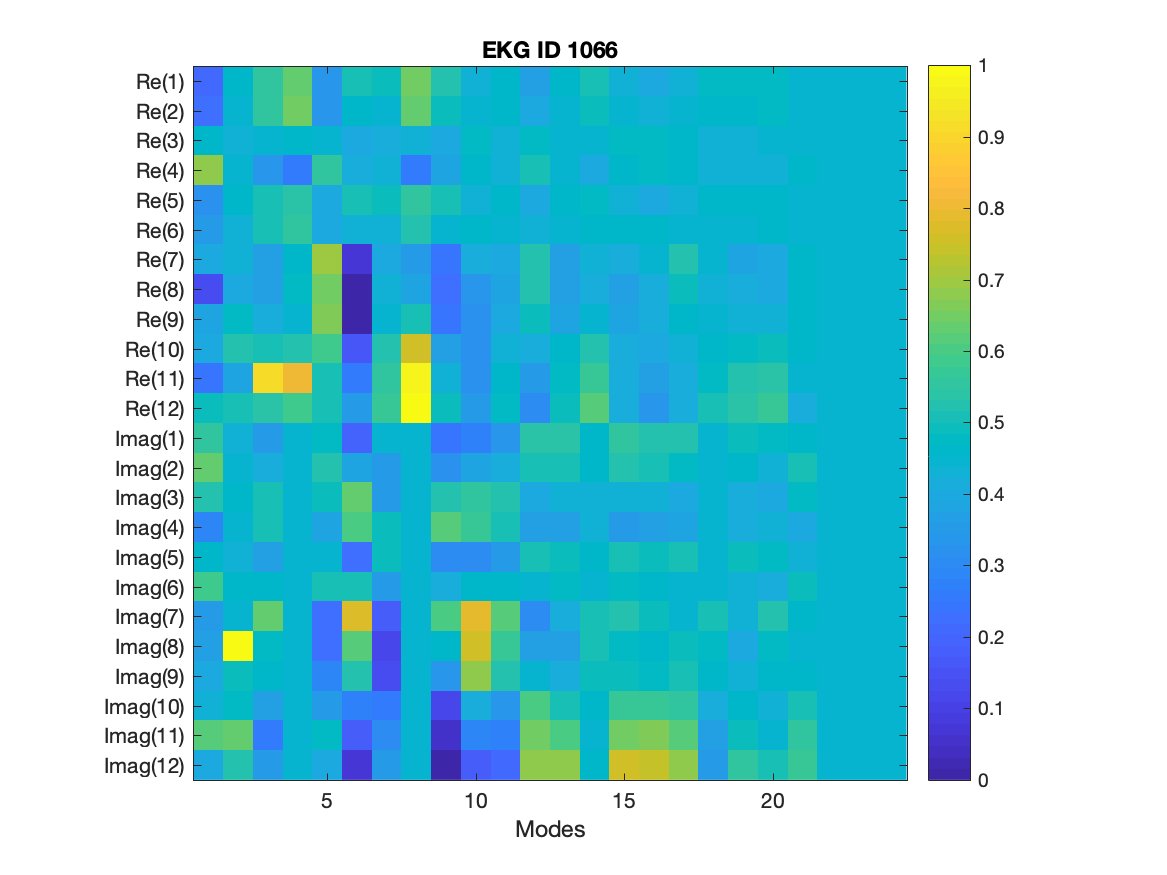 EKG ID 1066
Re(1)
Re(2)
Re(3)
Re(4)
Re(5)
Re(6)
Re(7)
Re(8)
Re(9)
Re(10)
Re(11)
Re(12)
Imag(1)
Imag(2)
Imag(3)
Imag(4)
Imag(5)
Imag(6)
Imag(7)
Imag(8)
Imag(9)
Imag(10)
Imag(11)
Imag(12)
5 10 15 20
Modes
1
0.9
0.8
0.7
0.6
0.5
0.4
0.3
0.2
0.1
0